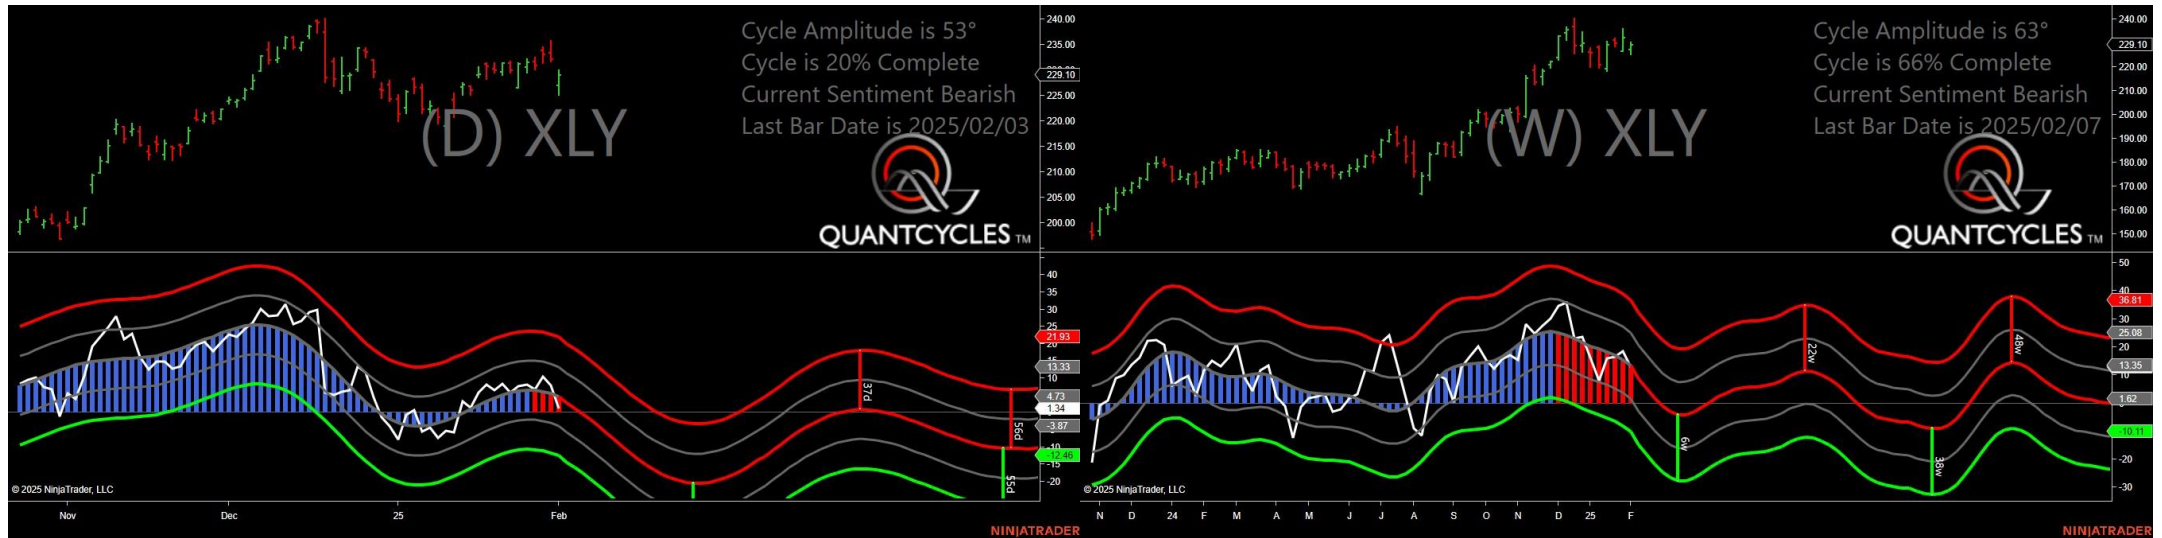 Cycle Amplitude is 53°
Cycle is 20% Complete
Current Sentiment Bearish
Last Bar Date is 2025/02/03
(D) XLY
QUANTCYCLES TM
240.00
235.00
229.10
225.00
220.00
215.00
210.00
205.00
200.00
40
35
30
25
21.93
20
15
13.33
10
4.73
1.34
-3.87
-10
-12.46
-15
-20
37d
56d
55d
© 2025 NinjaTrader, LLC
Nov
Dec
25
Feb
NINJATRADER
Cycle Amplitude is 63°
Cycle is 66% Complete
Current Sentiment Bearish
Last Bar Date is 2025/02/07
(W) XLY
QUANTCYCLES TM
240.00
229.10
220.00
210.00
200.00
190.00
180.00
170.00
160.00
150.00
50
40
36.81
30
25.08
20
13.35
10
1.62
-10.11
-20
-30
6w
22w
38w
48w
© 2025 NinjaTrader, LLC
N
D
24
F
M
A
M
J
J
A
S
O
N
D
25
F
NINJATRADER